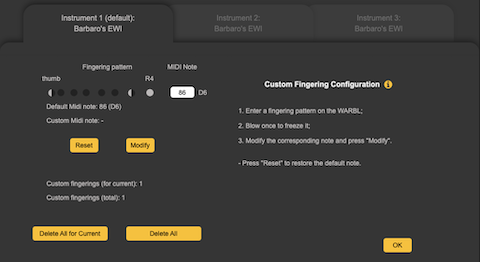 Instrument 1 (default):
Barbaro's EWI
Instrument 2:
Barbaro's EWI
Instrument 3:
Barbaro's EWI
Fingering pattern
MIDI Note
thumb
R4
86 D6
Default Midi note: 86 (D6)
Custom Midi note: -
Reset
Modify
Custom fingerings (for current): 1
Custom fingerings (total): 1
Delete All for Current
Delete All
Custom Fingering Configuration i
1. Enter a fingering pattern on the WARBL;
2. Blow once to freeze it;
3. Modify the corresponding note and press "Modify".
- Press "Reset" to restore the default note.
OK